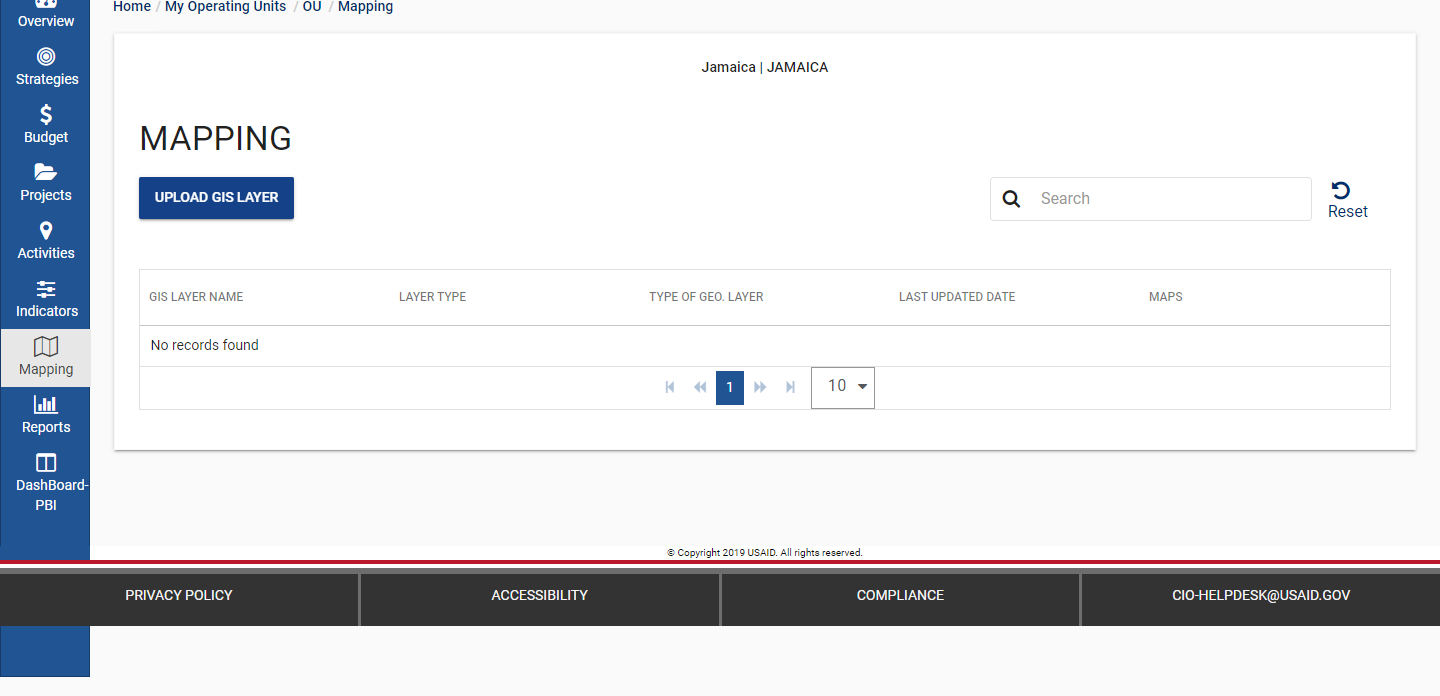 Home / My Operating Units / OU / Mapping
Overview
Strategies
Budget
Projects
Activities
Indicators
Mapping
Reports
DashBoard-
PBI
Jamaica | JAMAICA
MAPPING
UPLOAD GIS LAYER
Search
Reset
GIS LAYER NAME LAYER TYPE TYPE OF GEO. LAYER LAST UPDATED DATE MAPS
No records found
1 10
© Copyright 2019 USAID. All rights reserved.
PRIVACY POLICY ACCESSIBILITY COMPLIANCE CIO-HELPDESK@USAID.GOV